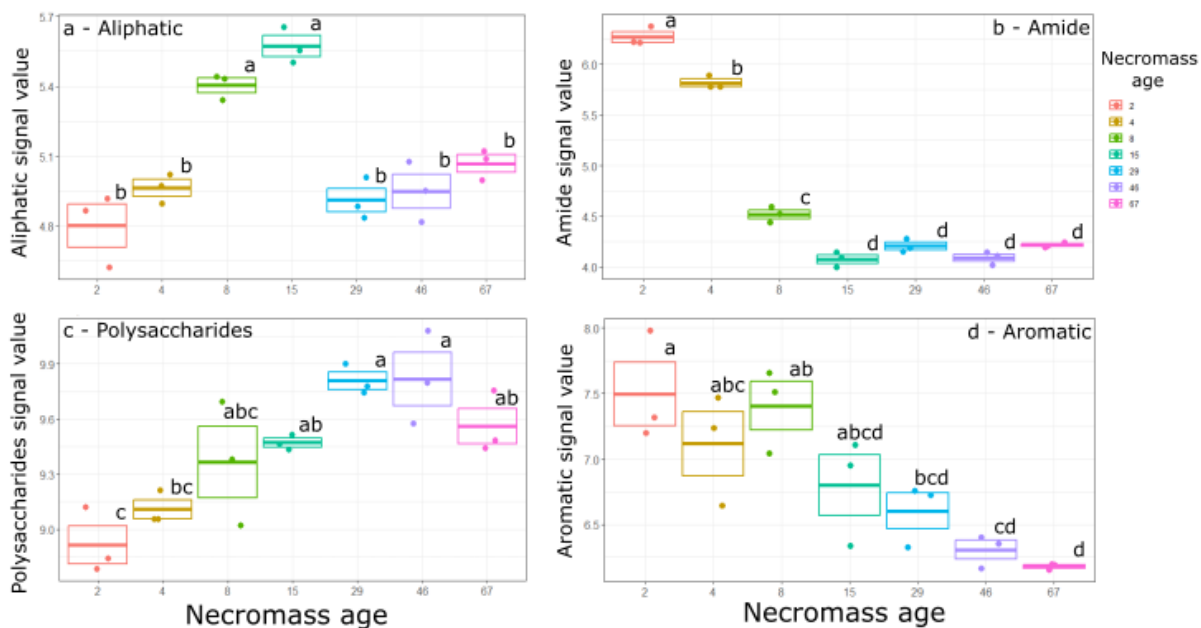 a - Aliphatic
Aliphatic signal value
5.7
5.4
5.1
4.8
b
b
a
a
b
b
b
2
4
8
15
29
46
67
b - Amide
Amide signal value
6.0
5.5
5.0
4.5
4.0
a
b
c
d
d
d
d
2
4
8
15
29
46
67
Necromass
age
2
4
8
15
29
46
67
c - Polysaccharides
Polysaccharides signal value
9.9
9.6
9.3
9.0
c
bc
abc
ab
a
a
ab
2
4
8
15
29
46
67
Necromass age
d - Aromatic
Aromatic signal value
8.0
7.5
7.0
6.5
a
abc
ab
abcd
bcd
cd
d
2
4
8
15
29
46
67
Necromass age